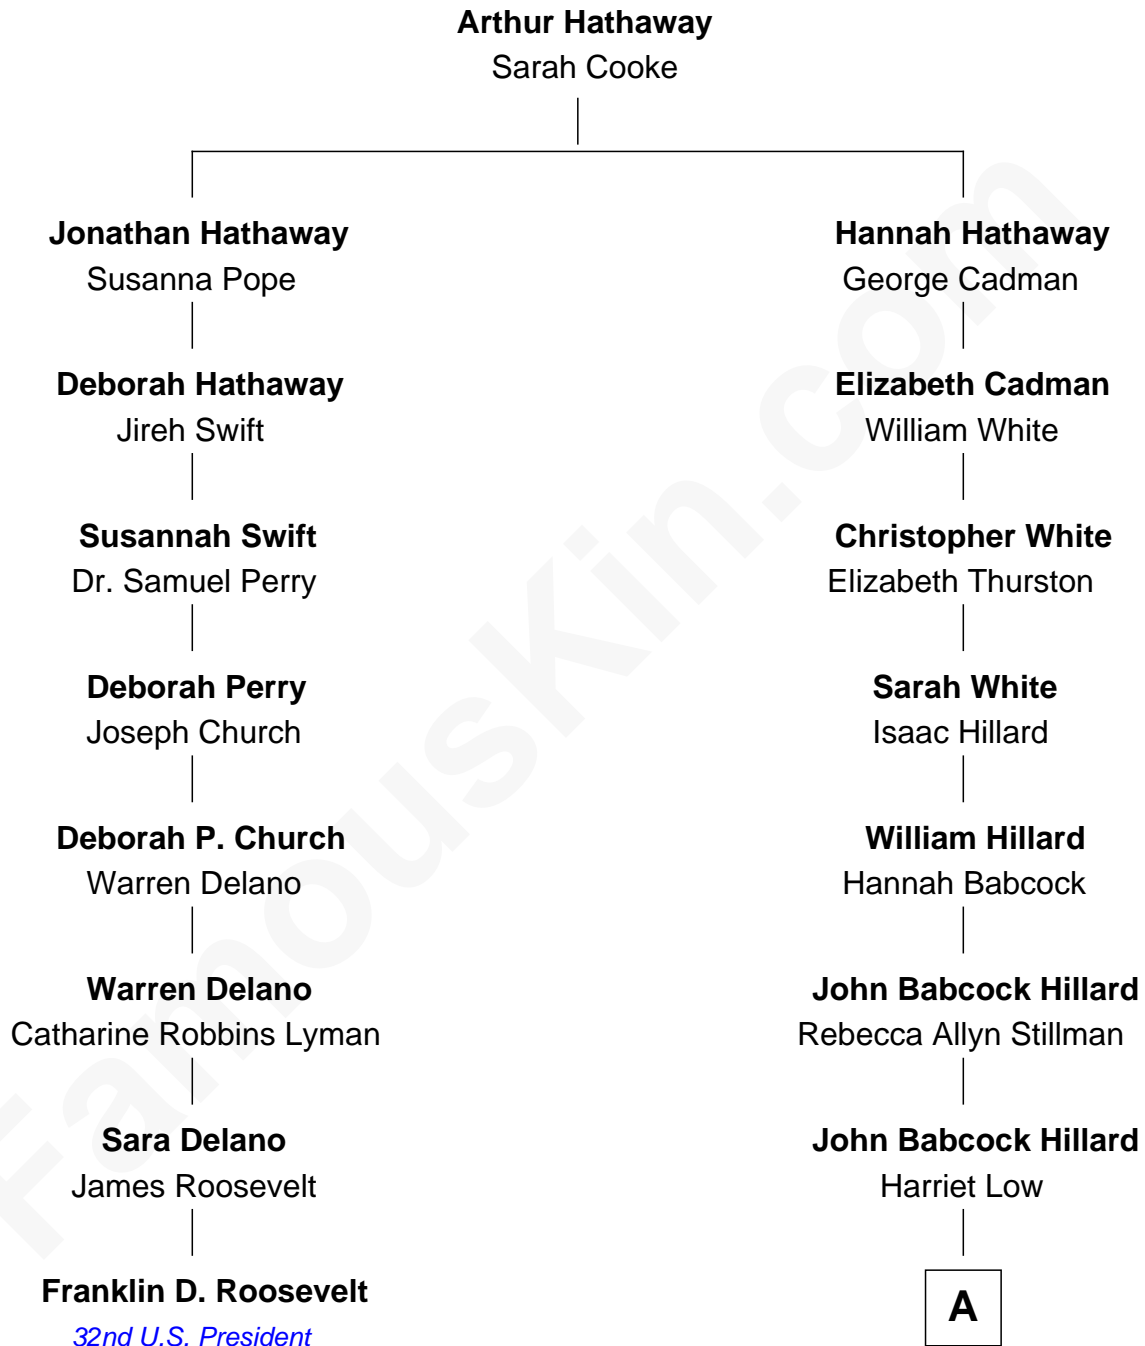 Arthur Hathaway
Sarah Cooke
Jonathan Hathaway
Susanna Pope
Hannah Hathaway
George Cadman
Deborah Hathaway
Jireh Swift
Elizabeth Cadman
William White
Susannah Swift
Dr. Samuel Perry
Christopher White
Elizabeth Thurston
Deborah Perry
Joseph Church
Sarah White
Isaac Hillard
Deborah P. Church
Warren Delano
William Hillard
Hannah Babcock
Warren Delano
Catharine Robbins Lyman
John Babcock Hillard
Rebecca Allyn Stillman
Sara Delano
James Roosevelt
John Babcock Hillard
Harriet Low
Franklin D. Roosevelt
32nd U.S. President
A
FamousKin.com